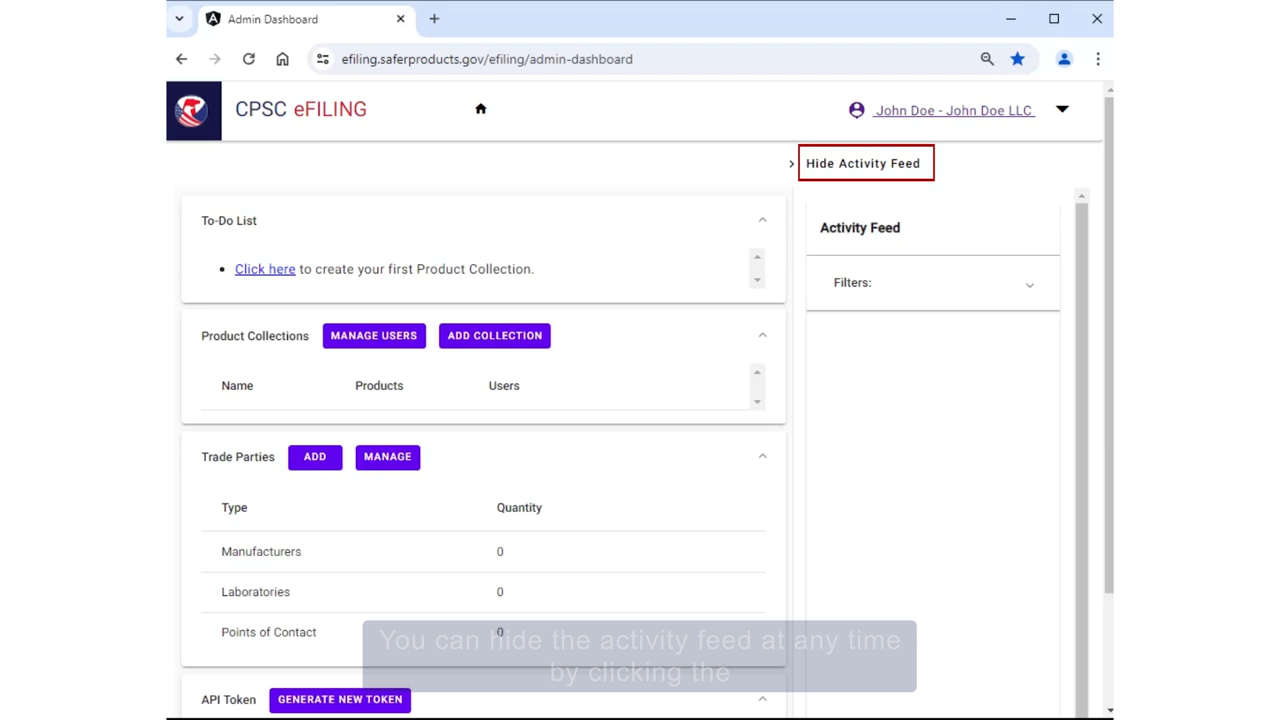 Admin Dashboard
efiling.saferproducts.gov/efiling/admin-dashboard
CPSC eFILING
John Doe - John Doe LLC
Hide Activity Feed
To-Do List
Click here to create your first Product Collection.
Activity Feed
Filters:
Product Collections MANAGE USERS ADD COLLECTION
Name Products Users
Trade Parties ADD MANAGE
Type Quantity
Manufacturers 0
Laboratories 0
Points of Contact 0
You can hide the activity feed at any time
by clicking the
API Token GENERATE NEW TOKEN